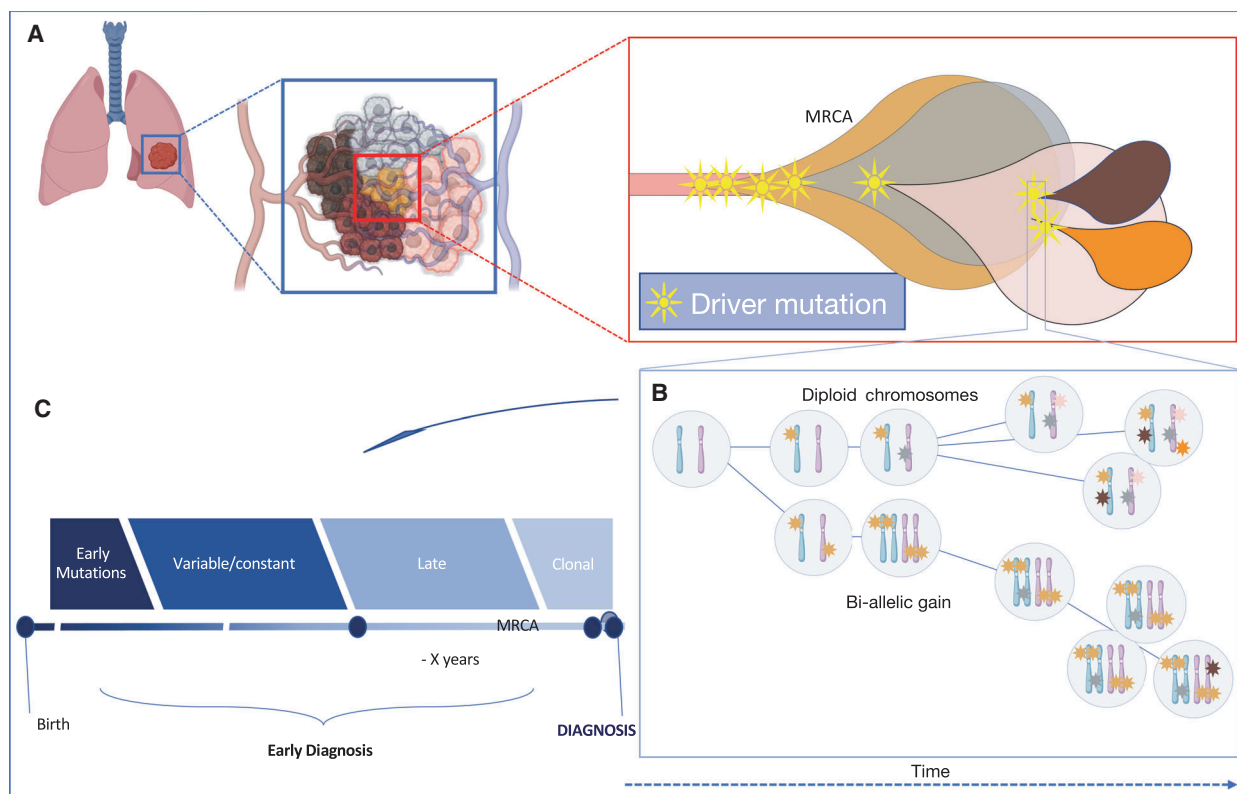 A
MRCA
Driver mutation
B
Diploid chromosomes
Bi-allelic gain
Time
C
Early
Mutations
Variable/constant
Late
Clonal
MRCA
- X years
Birth
DIAGNOSIS
Early Diagnosis